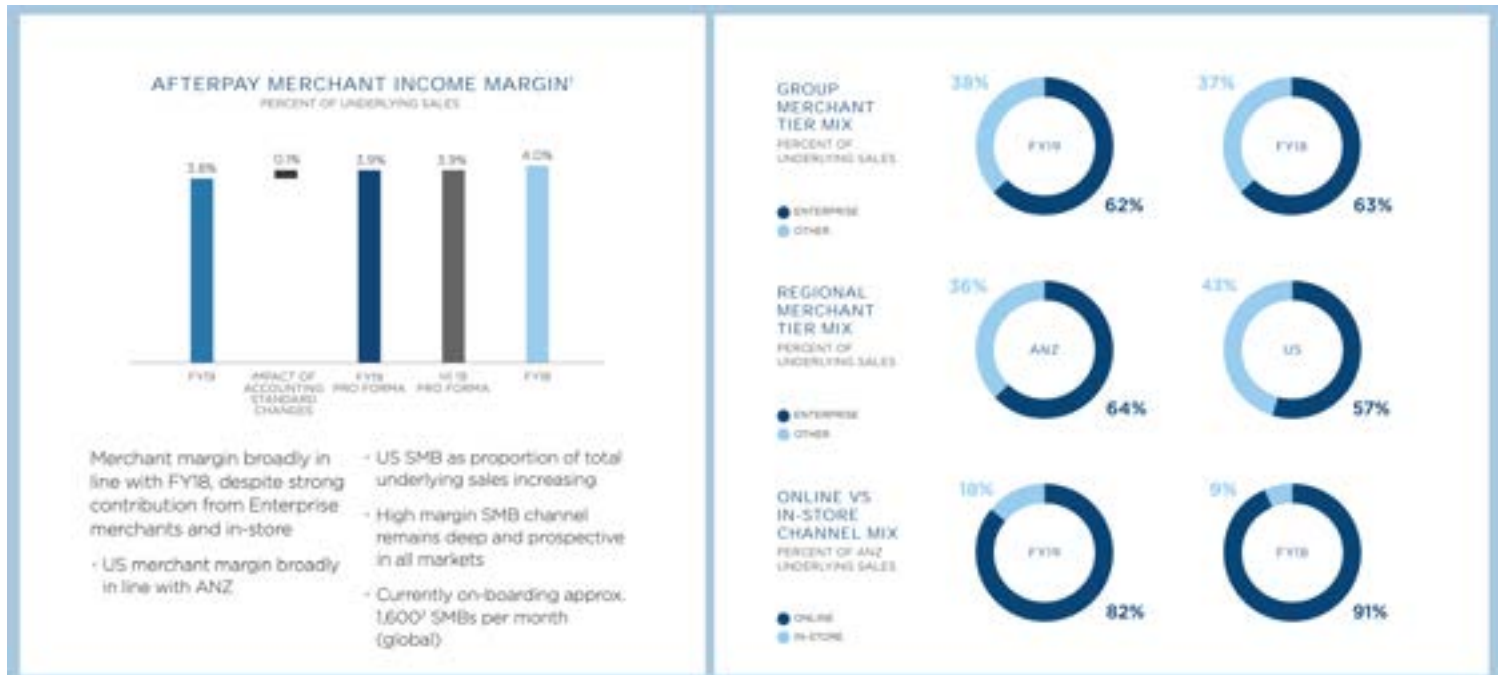 AFTERPAY MERCHANT INCOME MARGIN¹
PERCENT OF UNDERLYING SALES
3.8%
0.1%
3.9%
3.9%
4.0%
FY19
IMPACT OF
ACCOUNTING
STANDARD
CHANGES
FY19
PRO FORMA
H1 19
PRO FORMA
FY18
Merchant margin broadly in
line with FY18, despite strong
contribution from Enterprise
merchants and in-store
- US merchant margin broadly
in line with ANZ
- US SMB as proportion of total
underlying sales increasing
- High margin SMB channel
remains deep and prospective
in all markets
- Currently on-boarding approx.
1,600² SMBs per month
(global)
GROUP
MERCHANT
TIER MIX
PERCENT OF
UNDERLYING SALES
ENTERPRISE
OTHER
38%
FY19
62%
37%
FY18
63%
REGIONAL
MERCHANT
TIER MIX
PERCENT OF
UNDERLYING SALES
ENTERPRISE
OTHER
36%
ANZ
64%
43%
US
57%
ONLINE VS
IN-STORE
CHANNEL MIX
PERCENT OF ANZ
UNDERLYING SALES
ONLINE
IN-STORE
18%
FY19
82%
9%
FY18
91%